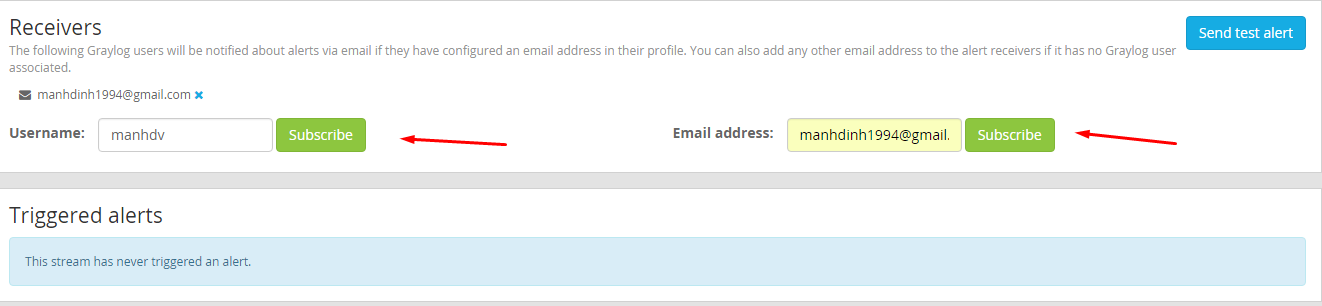 Receivers
Send test alert
The following Graylog users will be notified about alerts via email if they have configured an email address in their profile. You can also add any other email address to the alert receivers if it has no Graylog user
associated.
manhdinh1994@gmail.com
Username: manhdv Subscribe Email address: manhdinh1994@gmail. Subscribe
Triggered alerts
This stream has never triggered an alert.